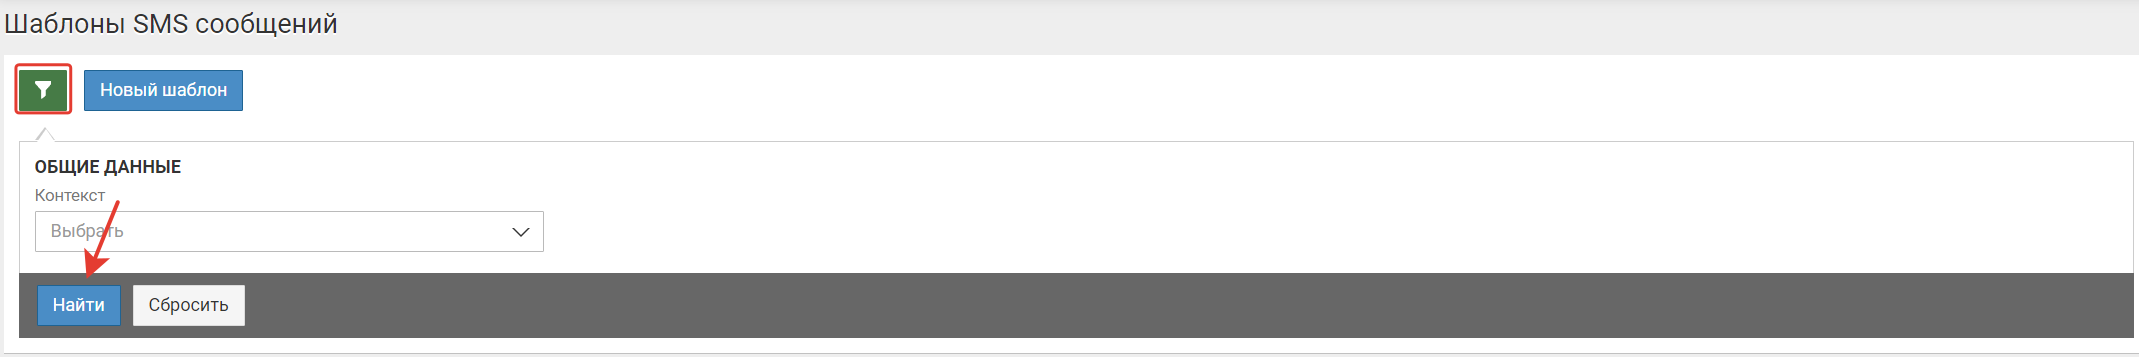 Шаблоны SMS сообщений
Новый шаблон
ОБЩИЕ ДАННЫЕ
Контекст
Выбрать
Найти
Сбросить